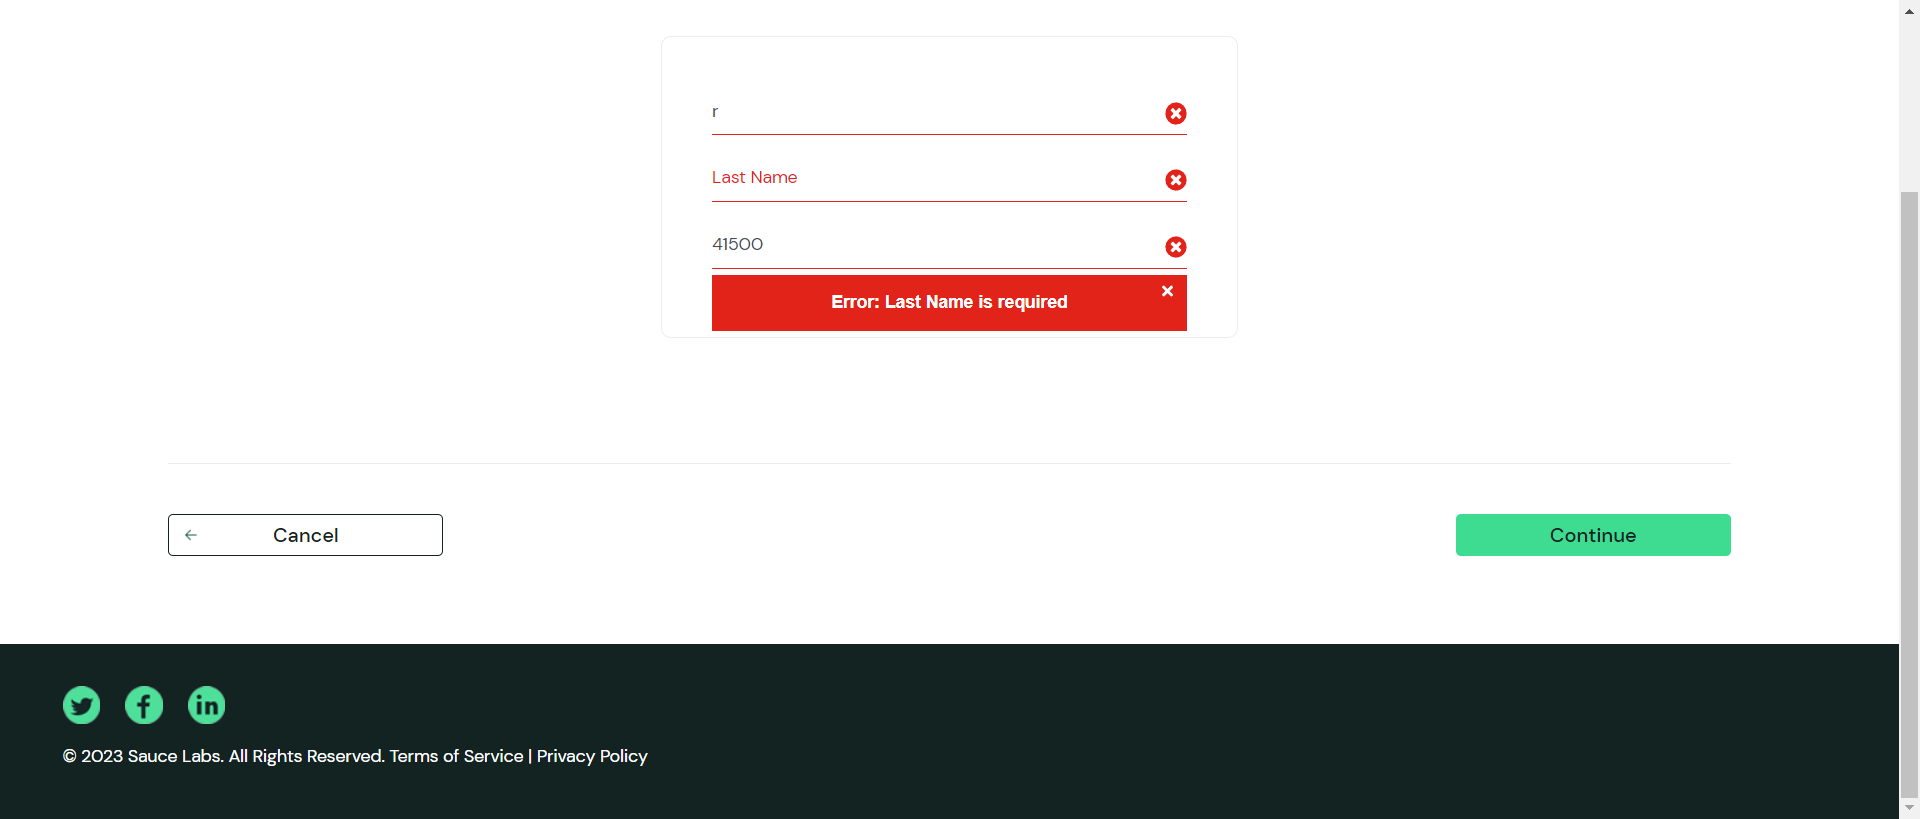 r
Last Name
41500
Error: Last Name is required
Cancel
Continue
© 2023 Sauce Labs. All Rights Reserved. Terms of Service | Privacy Policy